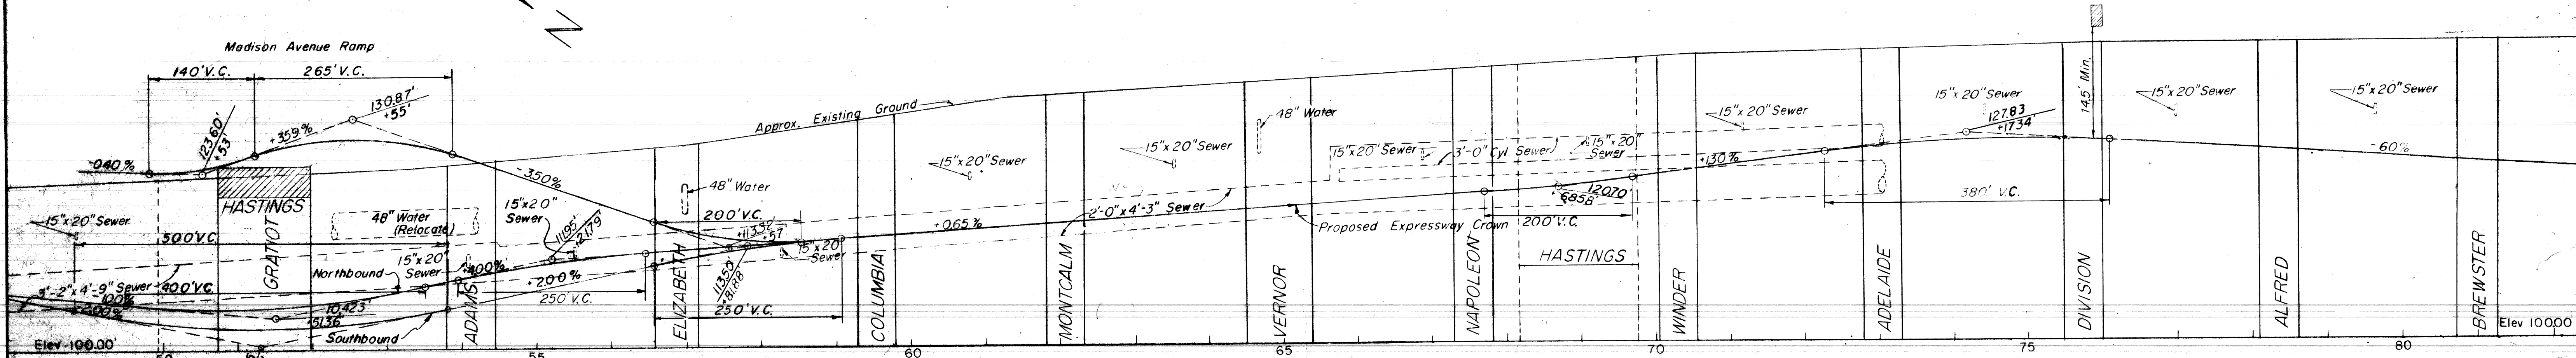 N
Madison Avenue Ramp
140' V.C.
265' V.C.
123.60'
+53'
+3.59%
130.87'
+55'
-0.40%
HASTINGS
GRATIOT
15"x20" Sewer
500' V.C.
48" Water
(Relocate)
15"x20"
Sewer
Northbound
3'-2"x4'-9" Sewer
400' V.C.
-2.00%
10,423'
+51.36
Southbound
Elev 100.00'
+4.00%
ADAMS
15"x20"
Sewer
111.95'
+21.79
+2.00%
250' V.C.
-3.50%
48" Water
ELIZABETH
200' V.C.
+57
113.50'
+81.88
250' V.C.
15"x20"
Sewer
Approx. Existing Ground
COLUMBIA
15"x20" Sewer
+0.65%
MONTCALM
15"x20" Sewer
2'-0"x4'-3" Sewer
VERNOR
48" Water
Proposed Expressway Crown
15"x20" Sewer
3'-0" (Cyl. Sewer)
15"x20"
Sewer
NAPOLEON
120.70
68.58'
200' V.C.
HASTINGS
WINDER
+1.30%
15"x20" Sewer
ADELAIDE
15"x20" Sewer
127.83
+17.34'
380' V.C.
DIVISION
14.5' Min.
15"x20" Sewer
ALFRED
15"x20" Sewer
-.60%
BREWSTER
Elev 100.00
55
60
65
70
75
80